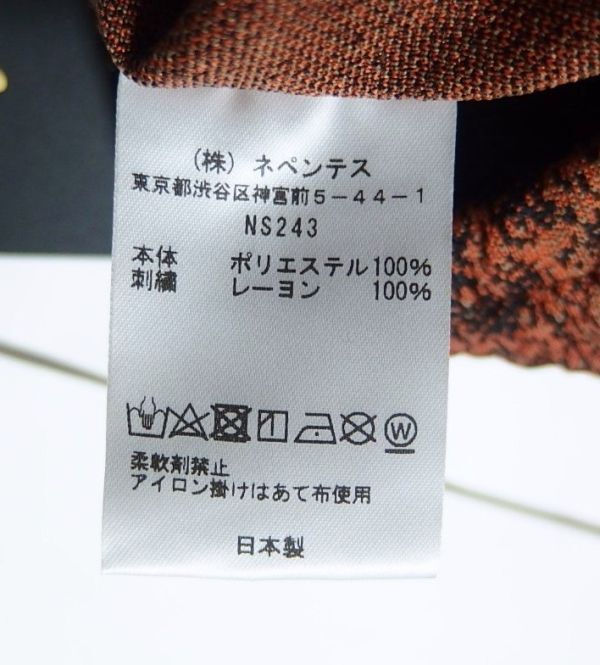 （株）ネペンテス
東京都渋谷区神宮前５－４４－１
NS243
本体 ポリエステル100％
刺繍 レーヨン 100％
W
柔軟剤禁止
アイロン掛けはあて布使用
日本製